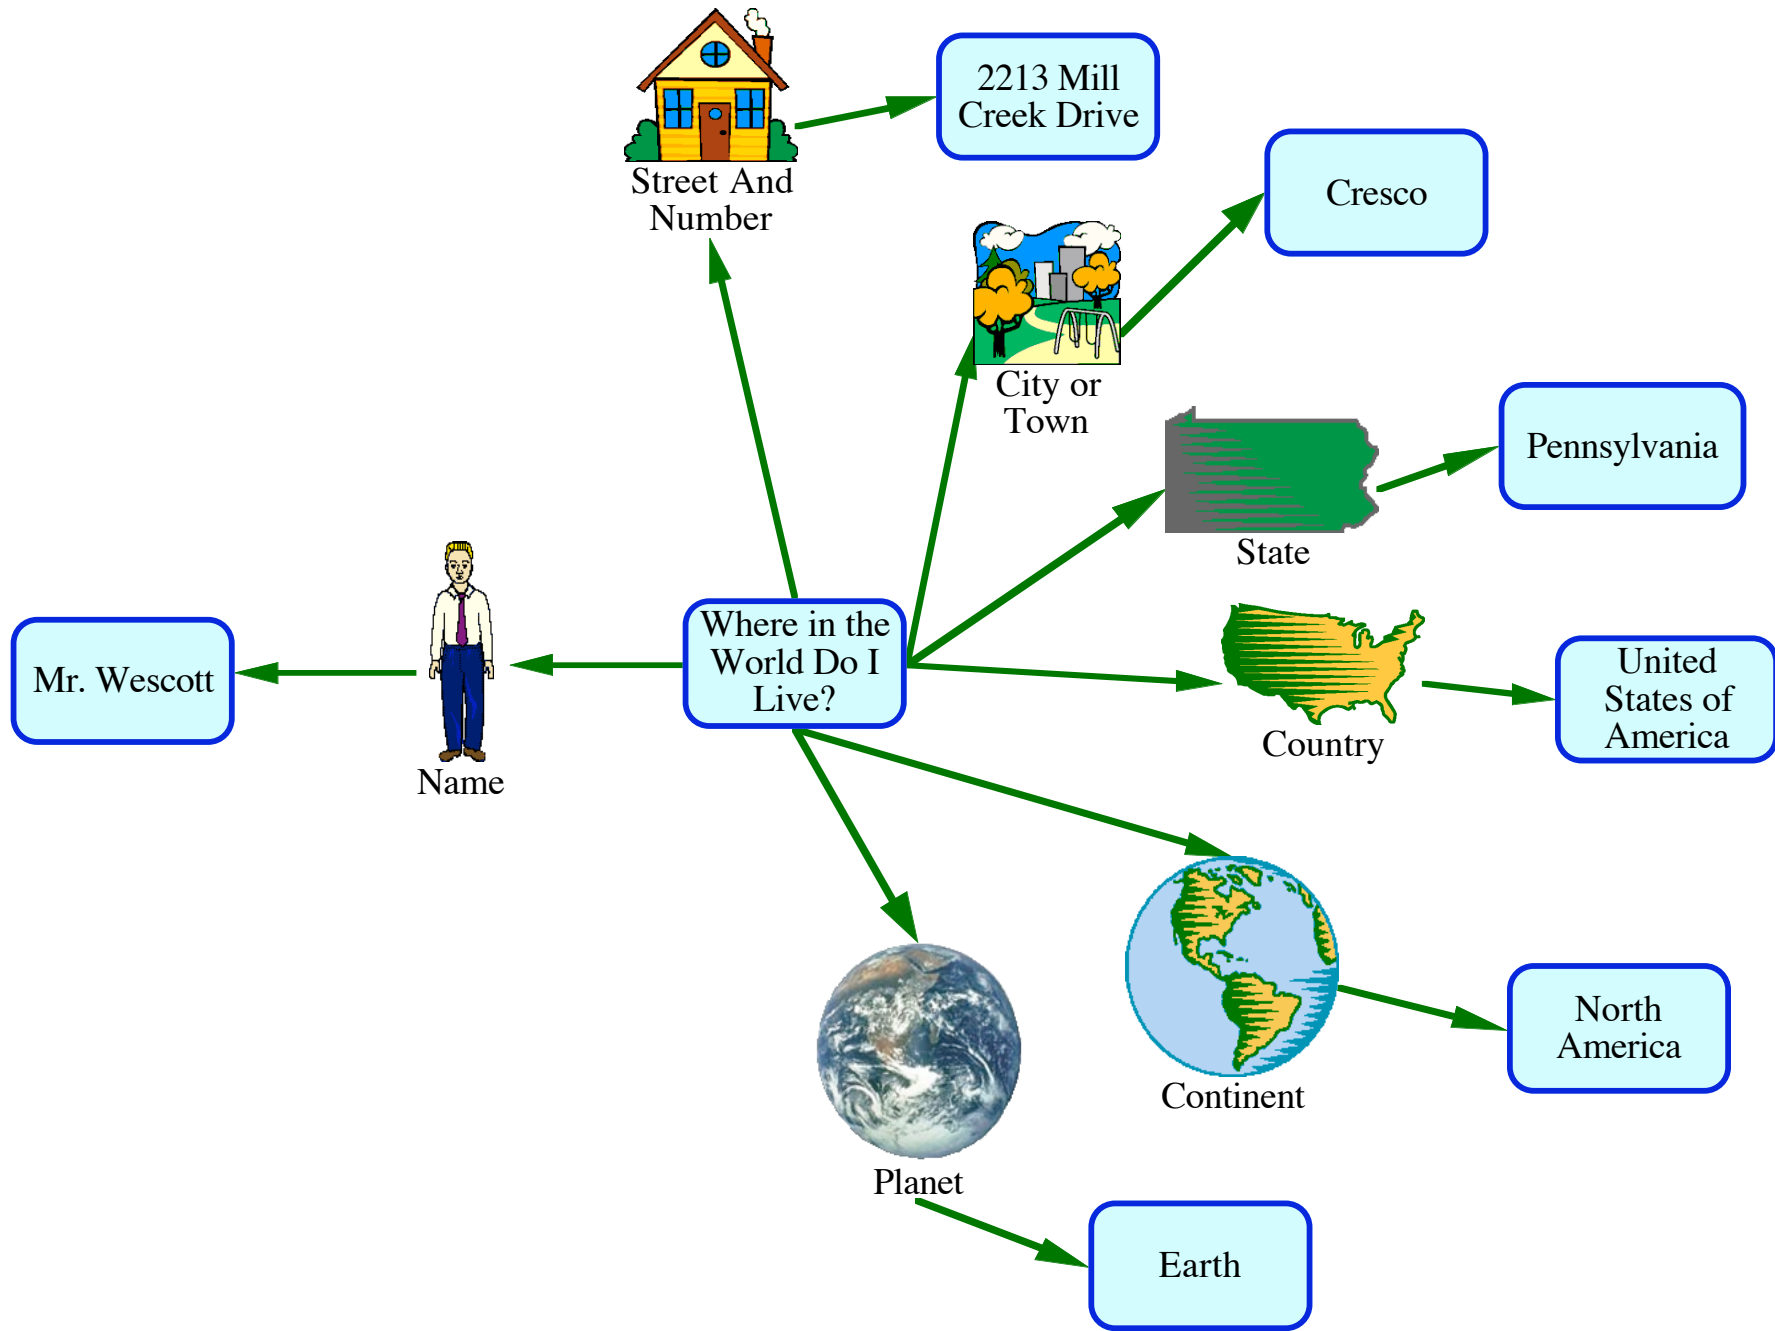 2213 Mill
Creek Drive
Street And
Number
Cresco
City or
Town
Pennsylvania
State
Where in the
World Do I
Live?
Mr. Wescott
Name
United
States of
America
Country
North
America
Continent
Planet
Earth